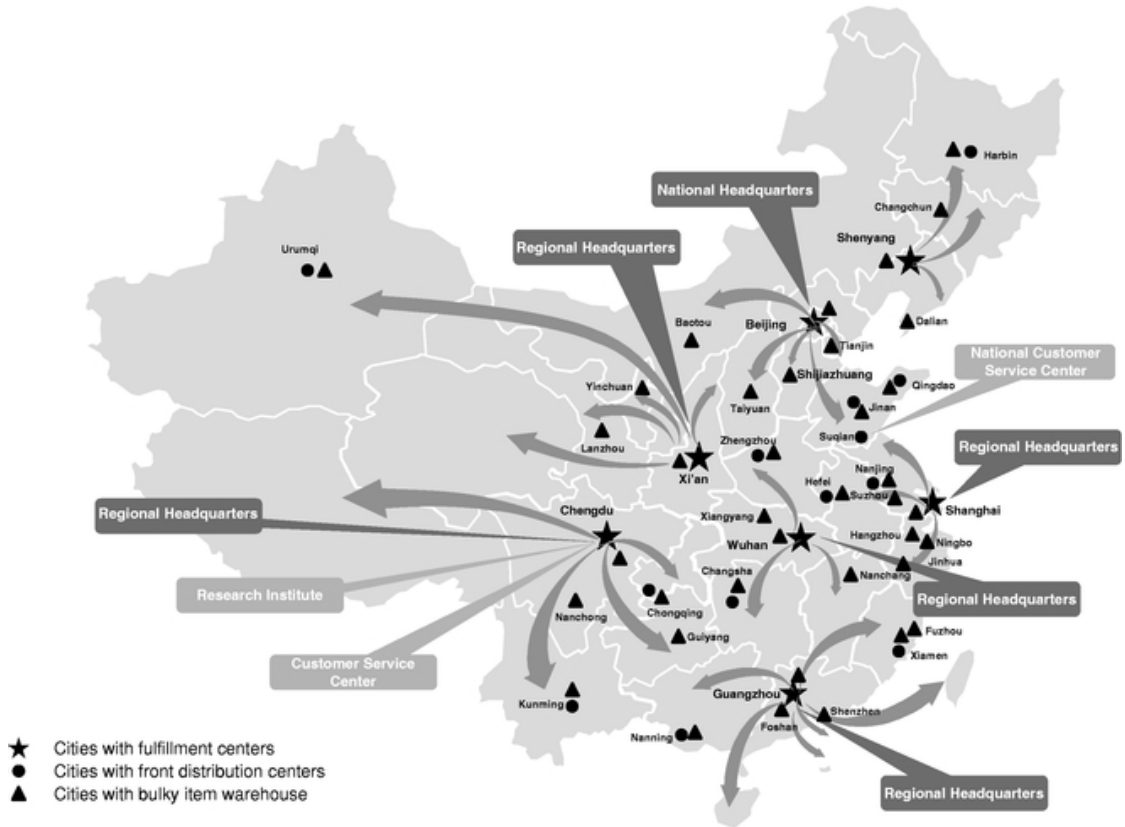 Harbin
National Headquarters
Changchun
Shenyang
Regional Headquarters
Urumqi
Dalian
Beijing
Baotou
Tianjin
National Customer
Service Center
Shijiazhuang
Qingdao
Yinchuan
Taiyuan
Jinan
Suqian
Zhengzhou
Lanzhou
Regional Headquarters
Xi'an
Nanjing
Hefei
Suzhou
Shanghai
Regional Headquarters
Chengdu
Xiangyang
Wuhan
Hangzhou
Ningbo
Jinhua
Changsha
Nanchang
Research Institute
Regional Headquarters
Nanchong
Chongqing
Guiyang
Fuzhou
Xiamen
Customer Service
Center
Guangzhou
Kunming
Shenzhen
Foshan
Nanning
Regional Headquarters
Cities with fulfillment centers
Cities with front distribution centers
Cities with bulky item warehouse